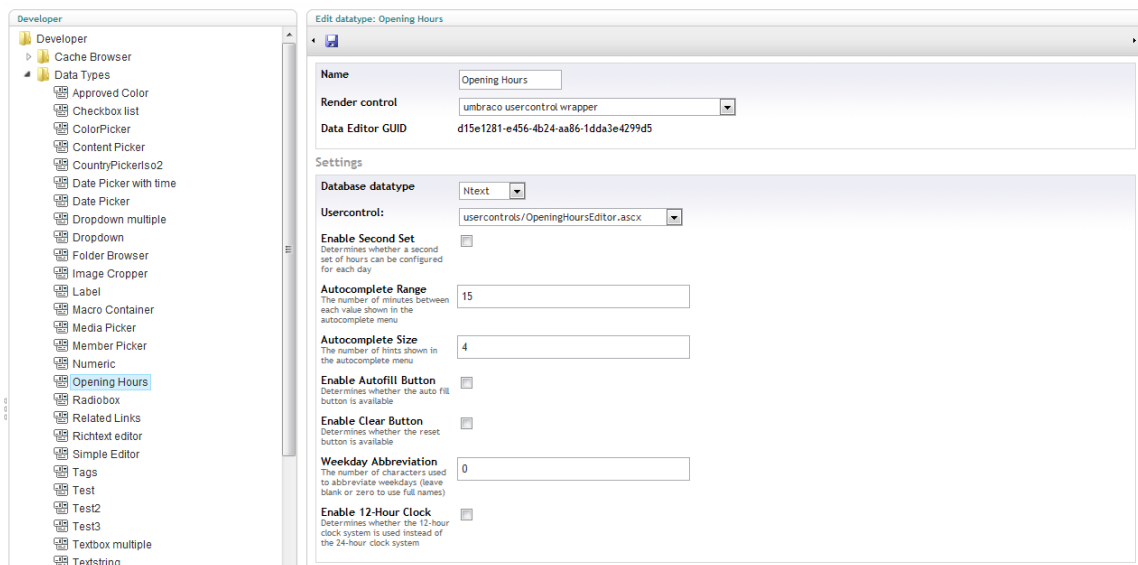 Developer
Developer
Cache Browser
Data Types
Approved Color
Checkbox list
ColorPicker
Content Picker
CountryPickerIso2
Date Picker with time
Date Picker
Dropdown multiple
Dropdown
Folder Browser
Image Cropper
Label
Macro Container
Media Picker
Member Picker
Numeric
Opening Hours
Radiobox
Related Links
Richtext editor
Simple Editor
Tags
Test
Test2
Test3
Textbox multiple
Textstring
Edit datatype: Opening Hours
Name
Opening Hours
Render control
umbraco usercontrol wrapper
Data Editor GUID
d15e1281-e456-4b24-aa86-1dda3e4299d5
Settings
Database datatype
Ntext
Usercontrol:
usercontrols/OpeningHoursEditor.ascx
Enable Second Set
Determines whether a second
set of hours can be configured
for each day
Autocomplete Range
The number of minutes between
each value shown in the
autocomplete menu
15
Autocomplete Size
The number of hints shown in
the autocomplete menu
4
Enable Autofill Button
Determines whether the auto fill
button is available
Enable Clear Button
Determines whether the reset
button is available
Weekday Abbreviation
The number of characters used
to abbreviate weekdays (leave
blank or zero to use full names)
0
Enable 12-Hour Clock
Determines whether the 12-hour
clock system is used instead of
the 24-hour clock system